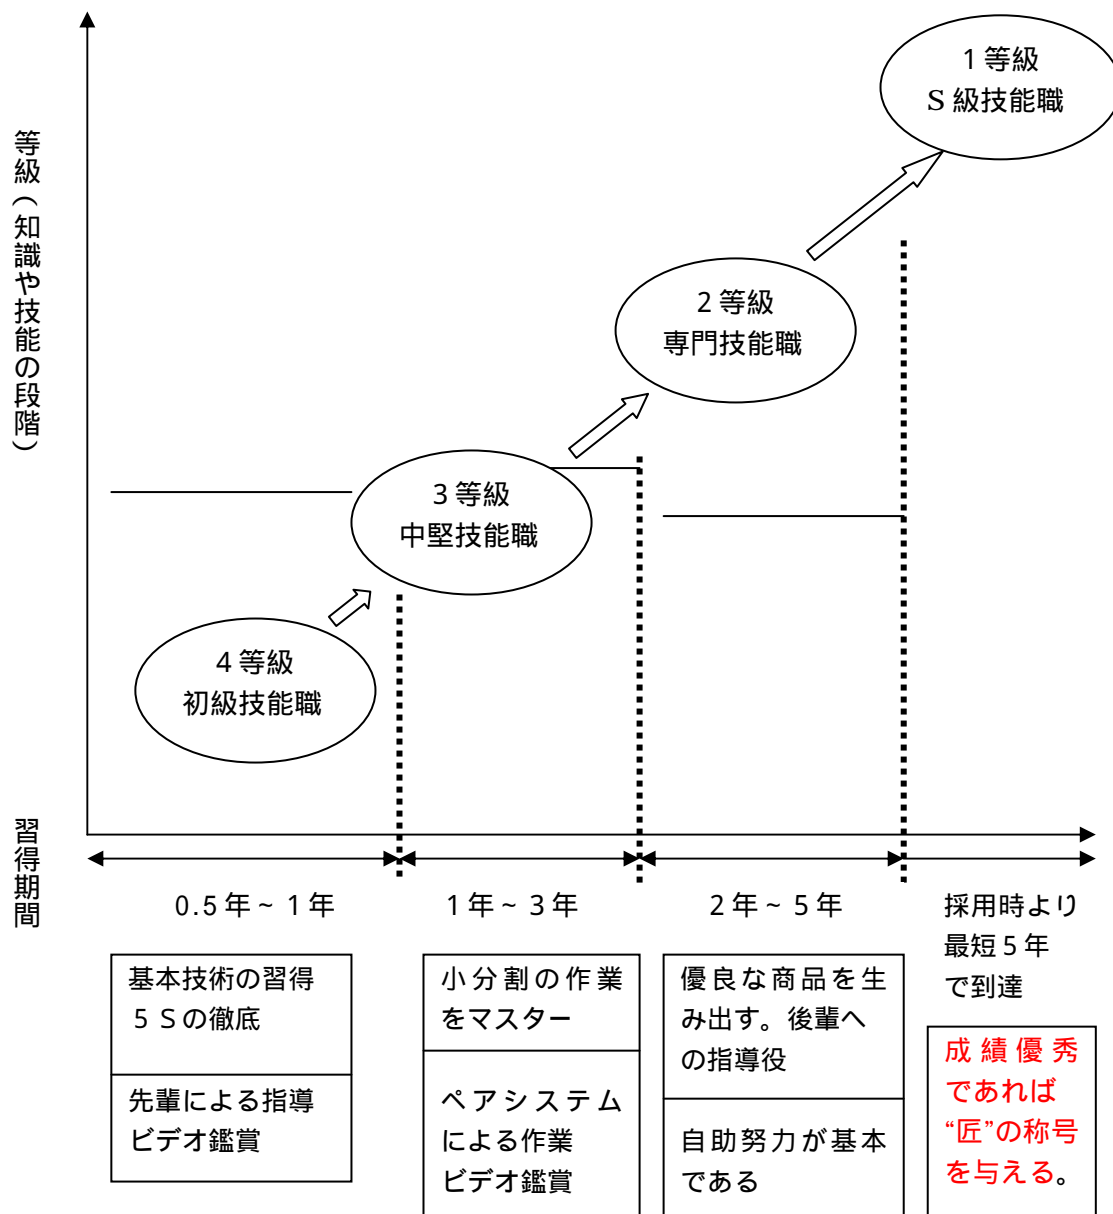 等級（知識や技能の段階）
1等級
S級技能職
2等級
専門技能職
3等級
中堅技能職
4等級
初級技能職
習得期間
0.5年~1年
1年~3年
2年~5年
採用時より
最短5年
で到達
基本技術の習得
5Sの徹底
先輩による指導
ビデオ鑑賞
小分割の作業
をマスター
ペアシステム
による作業
ビデオ鑑賞
優良な商品を生
み出す。後輩へ
の指導役
自助努力が基本
である
成績優秀
であれば
“匠”の称号
を与える。